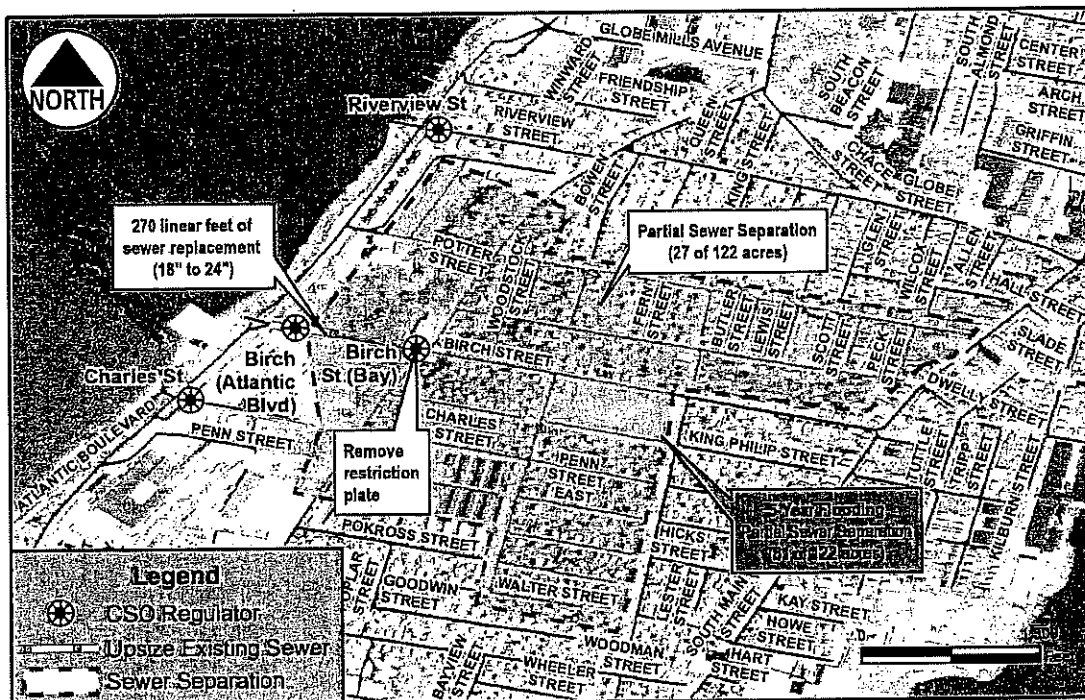 NORTH
GLOBE MILLS AVENUE
WINWARD
STREET
FRIENDSHIP
STREET
SOUTH
BEACON
STREET
SOUTH
ALMOND
STREET
CENTER
STREET
ARCH
STREET
GRIFFIN
STREET
Riverview St
RIVERVIEW
STREET
BOWEN
STREET
QUEEN
STREET
KING STREET
CHACE
STREET
GLOBE
STREET
270 linear feet of
sewer replacement
(18" to 24")
Partial Sewer Separation
(27 of 122 acres)
POTTER
STREET
WOODSTOCK
STREET
FERN
STREET
BUTLER
STREET
LEWIS
STREET
SCOTT
STREET
PECK
STREET
WILCOX
STREET
ALLEN
STREET
HALL STREET
SLADE
STREET
DWELLY STREET
Birch
(Atlantic
Blvd)
Birch
St (Bay)
BIRCH STREET
Charles St
ATLANTIC BOULEVARD
PENN STREET
CHARLES
STREET
Remove
restriction
plate
KING PHILIP STREET
TUTTLE
STREET
TRIPP
STREET
KILBURN STREET
PENN
STREET
EAST
HICKS
STREET
POKROSS STREET
STREET
GOODWIN
STREET
WALTER STREET
LESTER
STREET
SOUTH MAIN
STREET
KAY STREET
HOWE
STREET
HART
STREET
WOODMAN
STREET
WHEELER
STREET
BAYVIEW
STREET
Legend
CSO Regulator
Upsize Existing Sewer
Sewer Separation